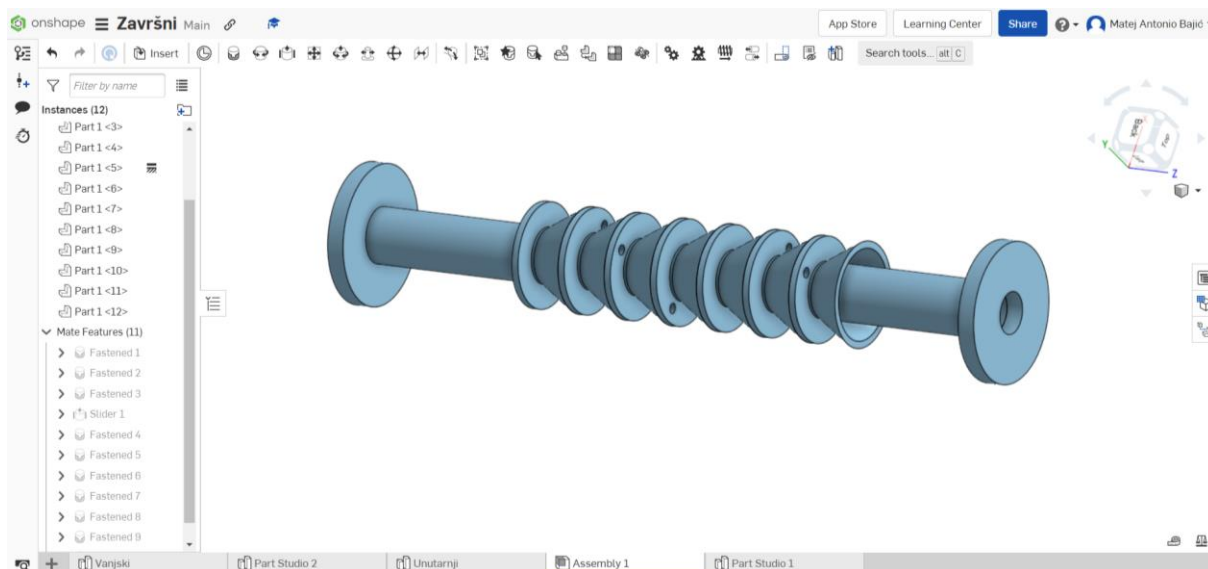 onshape Završni Main App Store Learning Center Share Matej Antonio Bajić
Insert Search tools... alt C
Filter by name
Instances (12)
Part 1 <3>
Part 1 <4>
Part 1 <5>
Part 1 <6>
Part 1 <7>
Part 1 <8>
Part 1 <9>
Part 1 <10>
Part 1 <11>
Part 1 <12>
Mate Features (11)
Fastened 1
Fastened 2
Fastened 3
Slider 1
Fastened 4
Fastened 5
Fastened 6
Fastened 7
Fastened 8
Fastened 9
Back
Top
Y
Z
Vanjski Part Studio 2 Unutarnji Assembly 1 Part Studio 1